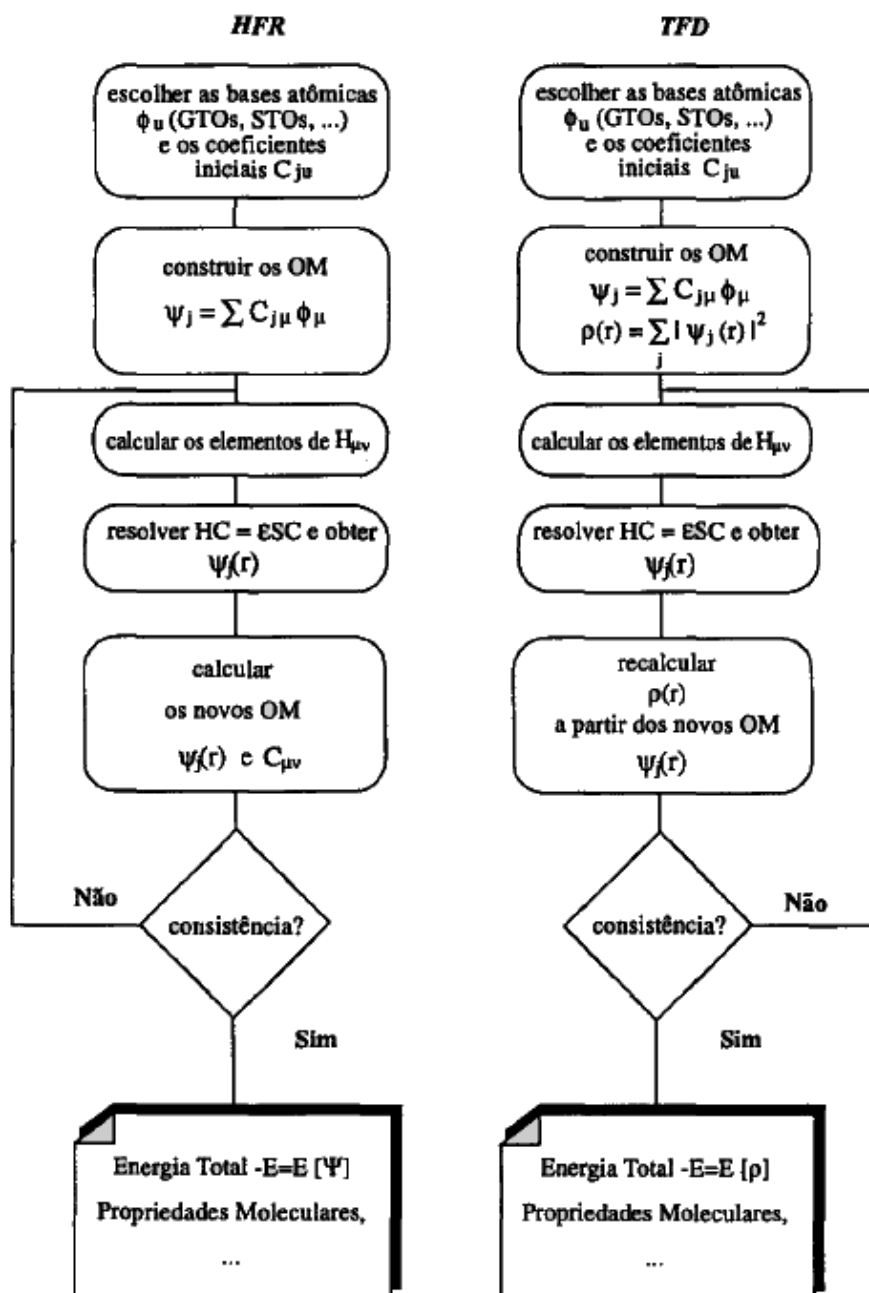 HFR
escolher as bases atômicas
ϕu (GTOs, STOs, ...)
e os coeficientes
iniciais Cju
construir os OM
ψj = ∑ Cjμ ϕμ
calcular os elementos de Hμν
resolver HC = εSC e obter
ψj(r)
calcular
os novos OM
ψj(r) e Cμν
Não
consistência?
Sim
Energia Total -E=E [Ψ]
Propriedades Moleculares,
...
TFD
escolher as bases atômicas
ϕu (GTOs, STOs, ...)
e os coeficientes
iniciais Cju
construir os OM
ψj = ∑ Cjμ ϕμ
ρ(r) = ∑ | ψj (r) |²
j
calcular os elementos de Hμν
resolver HC = εSC e obter
ψj(r)
recalcular
ρ(r)
a partir dos novos OM
ψj(r)
consistência?
Não
Sim
Energia Total -E=E [ρ]
Propriedades Moleculares,
...